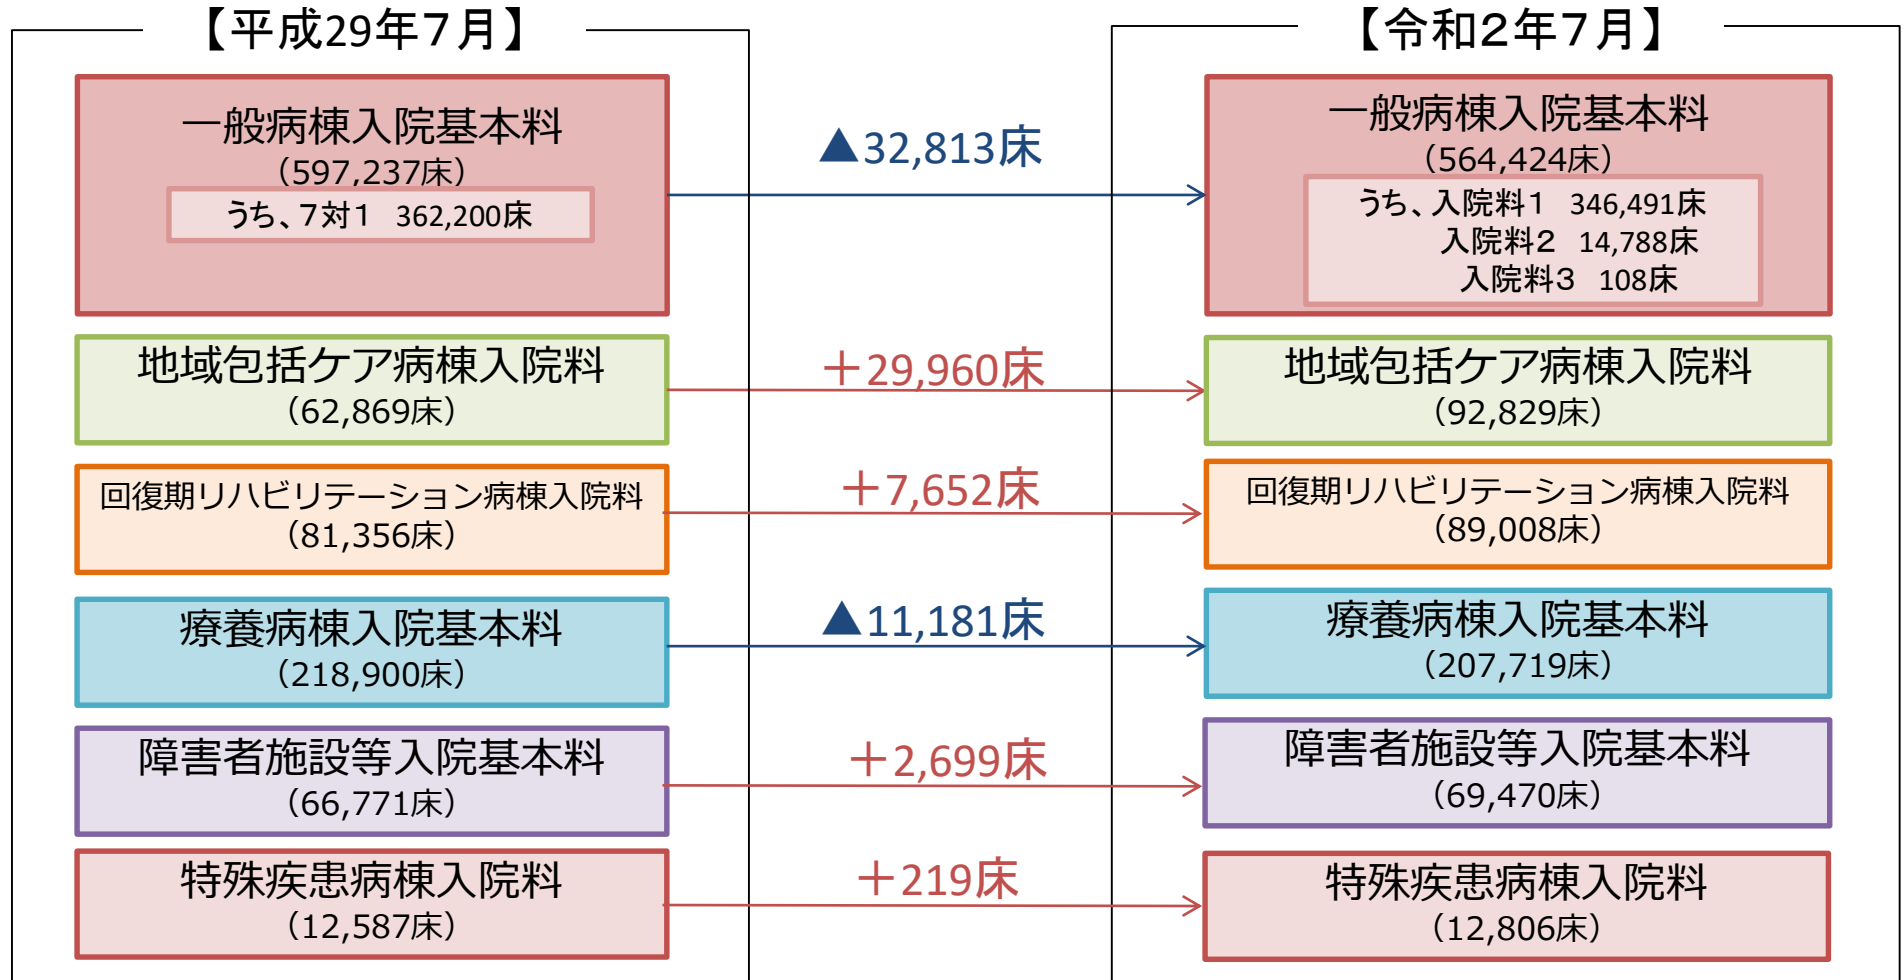 【平成29年７月】
一般病棟入院基本料
（597,237床）
うち、７対１　362,200床
地域包括ケア病棟入院料
（62,869床）
回復期リハビリテーション病棟入院料
（81,356床）
療養病棟入院基本料
（218,900床）
障害者施設等入院基本料
（66,771床）
特殊疾患病棟入院料
（12,587床）
▲32,813床
＋29,960床
＋7,652床
▲11,181床
＋2,699床
＋219床
【令和２年７月】
一般病棟入院基本料
（564,424床）
うち、入院料１　346,491床
入院料２　14,788床
入院料３　108床
地域包括ケア病棟入院料
（92,829床）
回復期リハビリテーション病棟入院料
（89,008床）
療養病棟入院基本料
（207,719床）
障害者施設等入院基本料
（69,470床）
特殊疾患病棟入院料
（12,806床）